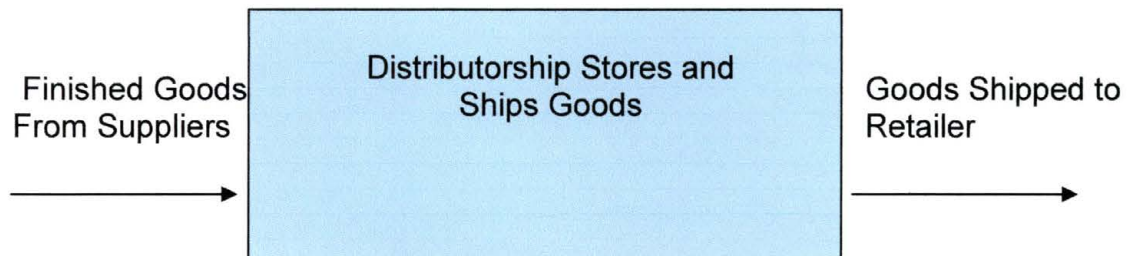 Finished Goods
From Suppliers
Distributorship Stores and
Ships Goods
Goods Shipped to
Retailer